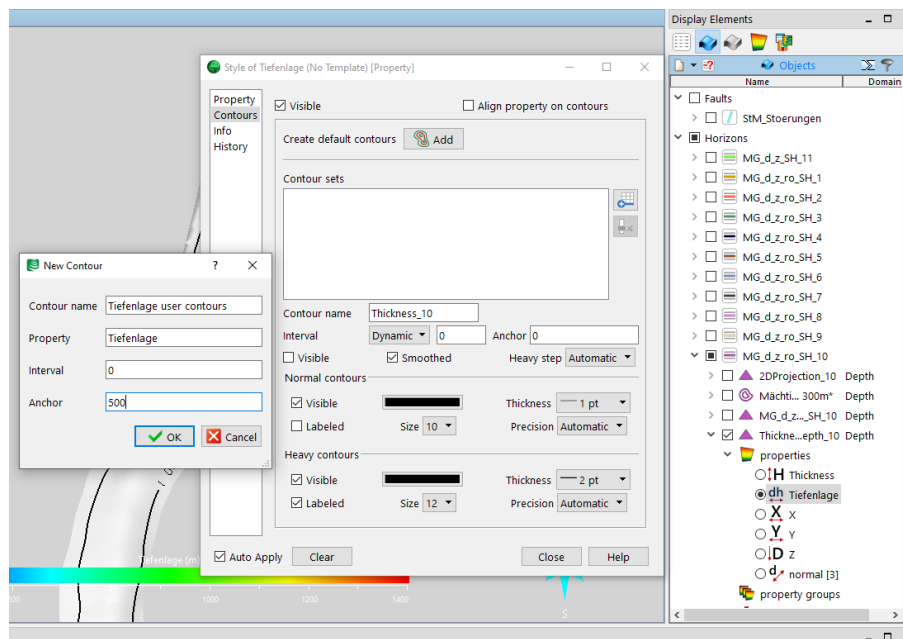 Display Elements
Objects
Name Domain
Faults
StM_Stoerungen
Horizons
MG_d_z_SH_11
MG_d_z_ro_SH_1
MG_d_z_ro_SH_2
MG_d_z_ro_SH_3
MG_d_z_ro_SH_4
MG_d_z_ro_SH_5
MG_d_z_ro_SH_6
MG_d_z_ro_SH_7
MG_d_z_ro_SH_8
MG_d_z_ro_SH_9
MG_d_z_ro_SH_10
2DProjection_10 Depth
Mächti... 300m* Depth
MG_d_z..._SH_10 Depth
Thickne...epth_10 Depth
properties
H Thickness
dh Tiefenlage
X X
Y Y
D Z
d normal [3]
property groups
Style of Tiefenlage (No Template) [Property]
Property
Contours
Info
History
Visible Align property on contours
Create default contours Add
Contour sets
Contour name Thickness_10
Interval Dynamic 0 Anchor 0
Visible Smoothed Heavy step Automatic
Normal contours
Visible Thickness 1 pt
Labeled Size 10 Precision Automatic
Heavy contours
Visible Thickness 2 pt
Labeled Size 12 Precision Automatic
Auto Apply Clear Close Help
New Contour ?
Contour name Tiefenlage user contours
Property Tiefenlage
Interval 0
Anchor 500
OK Cancel
Tiefenlage (m
1000 1200 1400
S